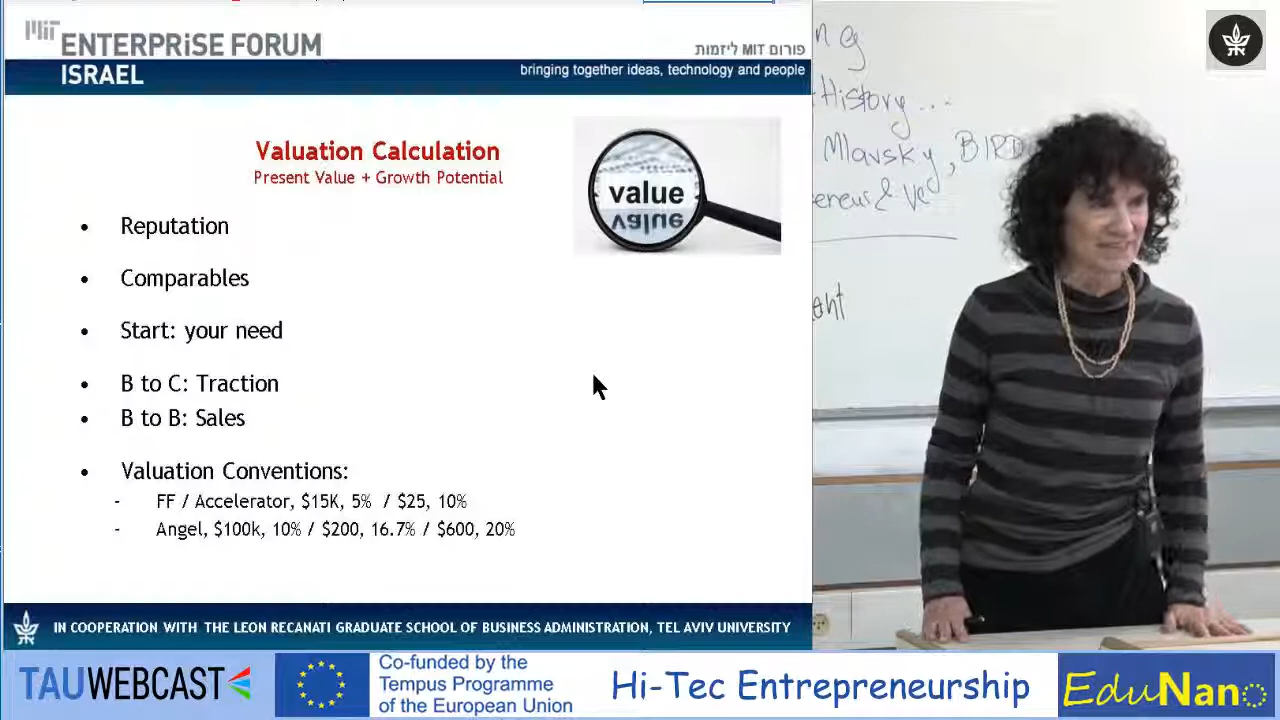 MIT
ENTERPRiSE FORUM
ISRAEL
פורום MIT ליזמות
bringing together ideas, technology and people
Valuation Calculation
Present Value + Growth Potential
value
value
• Reputation
• Comparables
• Start: your need
• B to C: Traction
• B to B: Sales
• Valuation Conventions:
- FF / Accelerator, $15K, 5% / $25, 10%
- Angel, $100k, 10% / $200, 16.7% / $600, 20%
IN COOPERATION WITH THE LEON RECANATI GRADUATE SCHOOL OF BUSINESS ADMINISTRATION, TEL AVIV UNIVERSITY
History...
Mlavsky, BIRD
TAUWEBCAST
Co-funded by the
Tempus Programme
of the European Union
Hi-Tec Entrepreneurship
EduNano